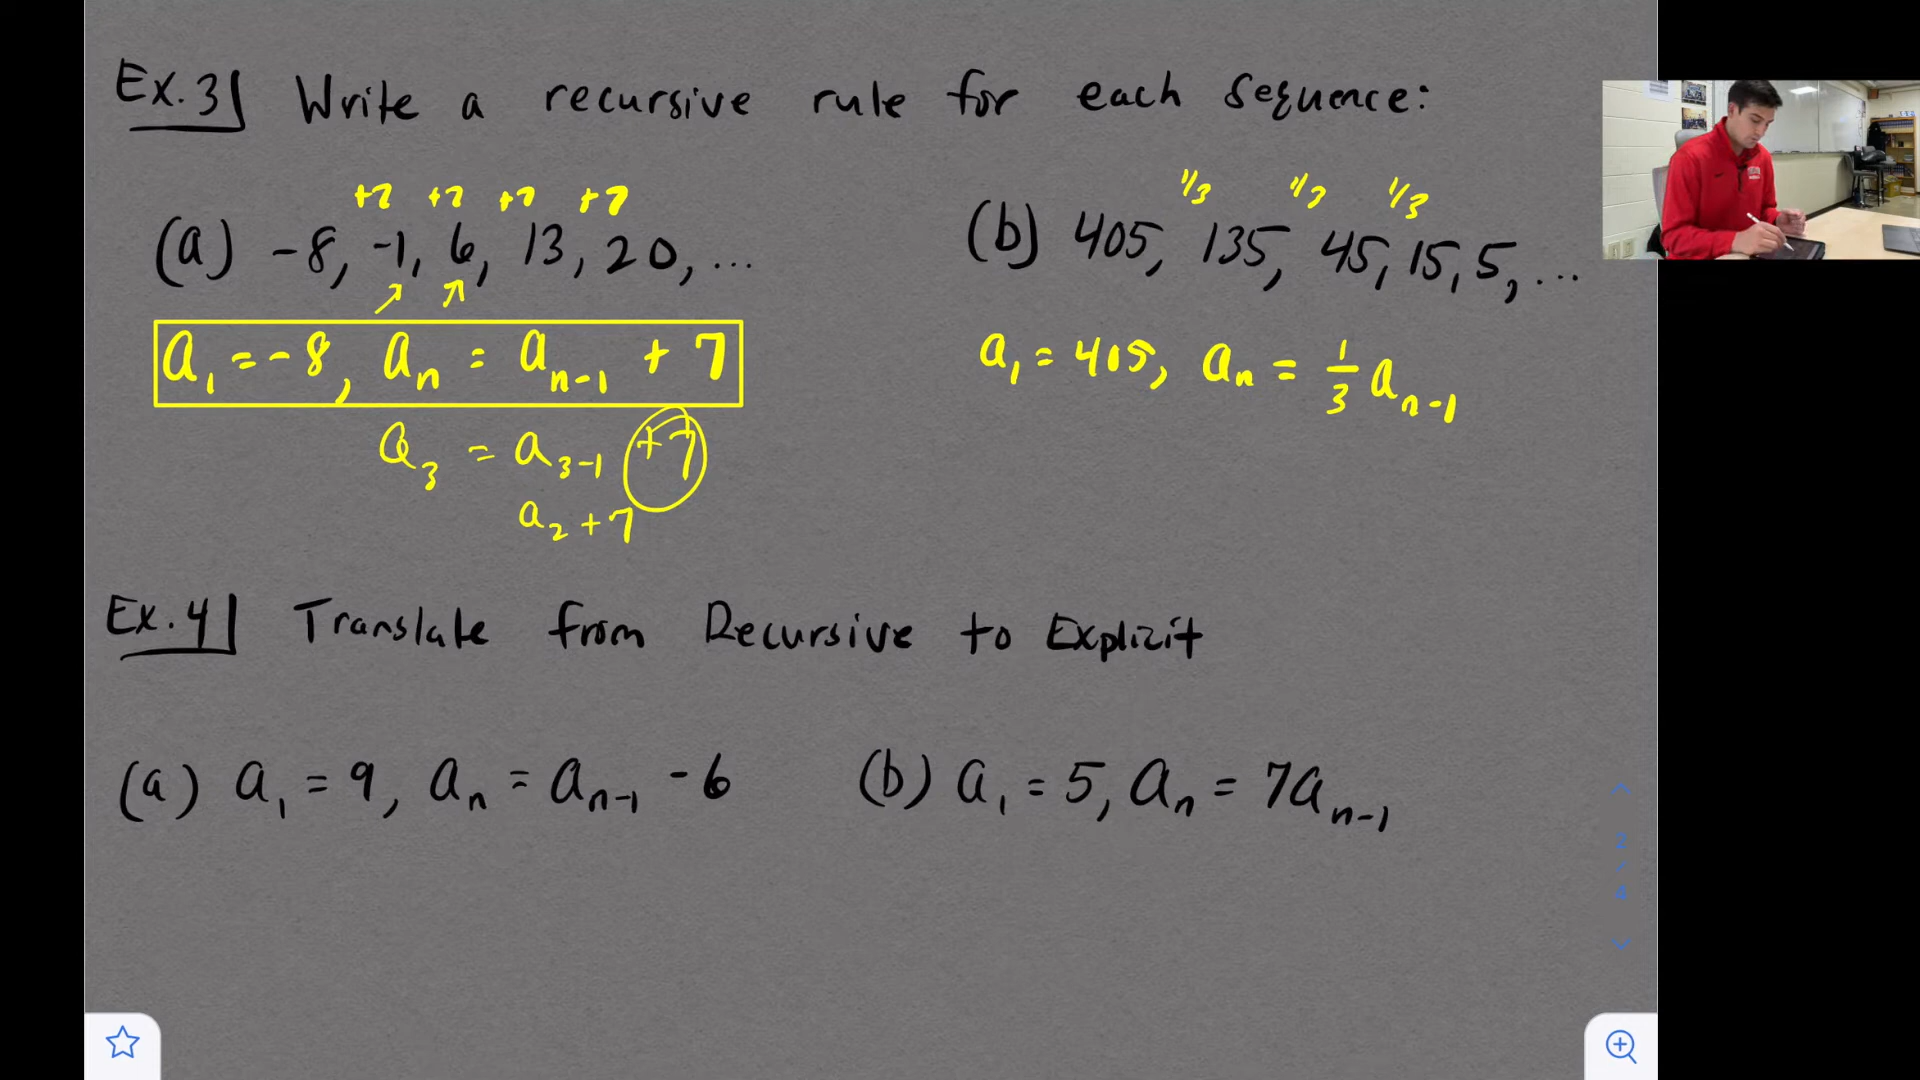 Ex. 3 Write a recursive rule for each sequence:
+7 +7 +7 +7
(a) -8, -1, 6, 13, 20, ...
a₁ = -8, aₙ = aₙ₋₁ + 7
a₃ = a₃₋₁ +7
a₂ + 7
1/3 1/3 1/3
(b) 405, 135, 45, 15, 5, ...
a₁ = 405, aₙ = 1/3 aₙ₋₁
Ex. 4 Translate from Recursive to Explicit
(a) a₁ = 9, aₙ = aₙ₋₁ - 6
(b) a₁ = 5, aₙ = 7aₙ₋₁